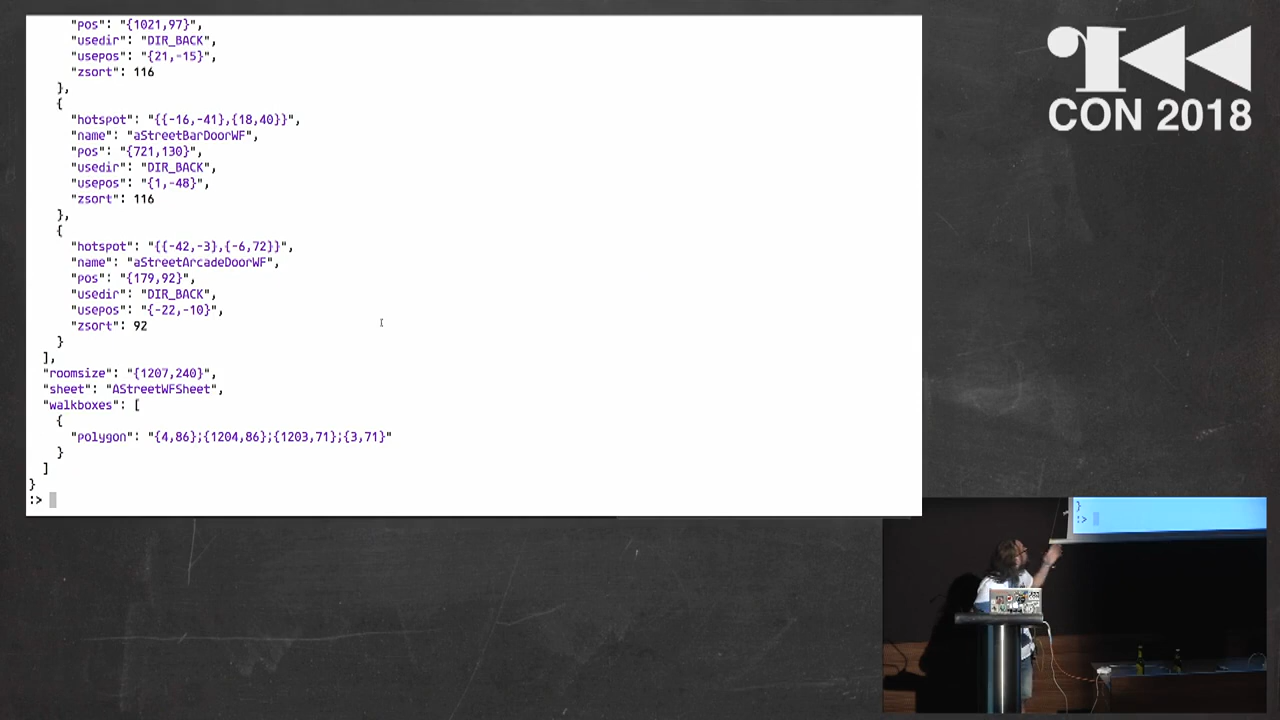 "pos": "{1021,97}",
"usedir": "DIR_BACK",
"usepos": "{21,-15}",
"zsort": 116
},
{
"hotspot": "{{-16,-41},{18,40}}",
"name": "aStreetBarDoorWF",
"pos": "{721,130}",
"usedir": "DIR_BACK",
"usepos": "{1,-48}",
"zsort": 116
},
{
"hotspot": "{{-42,-3},{-6,72}}",
"name": "aStreetArcadeDoorWF",
"pos": "{179,92}",
"usedir": "DIR_BACK",
"usepos": "{-22,-10}",
"zsort": 92
}
],
"roomsize": "{1207,240}",
"sheet": "AStreetWFSheet",
"walkboxes": [
{
"polygon": "{4,86};{1204,86};{1203,71};{3,71}"
}
]
}
:>
CON 2018
}
:>